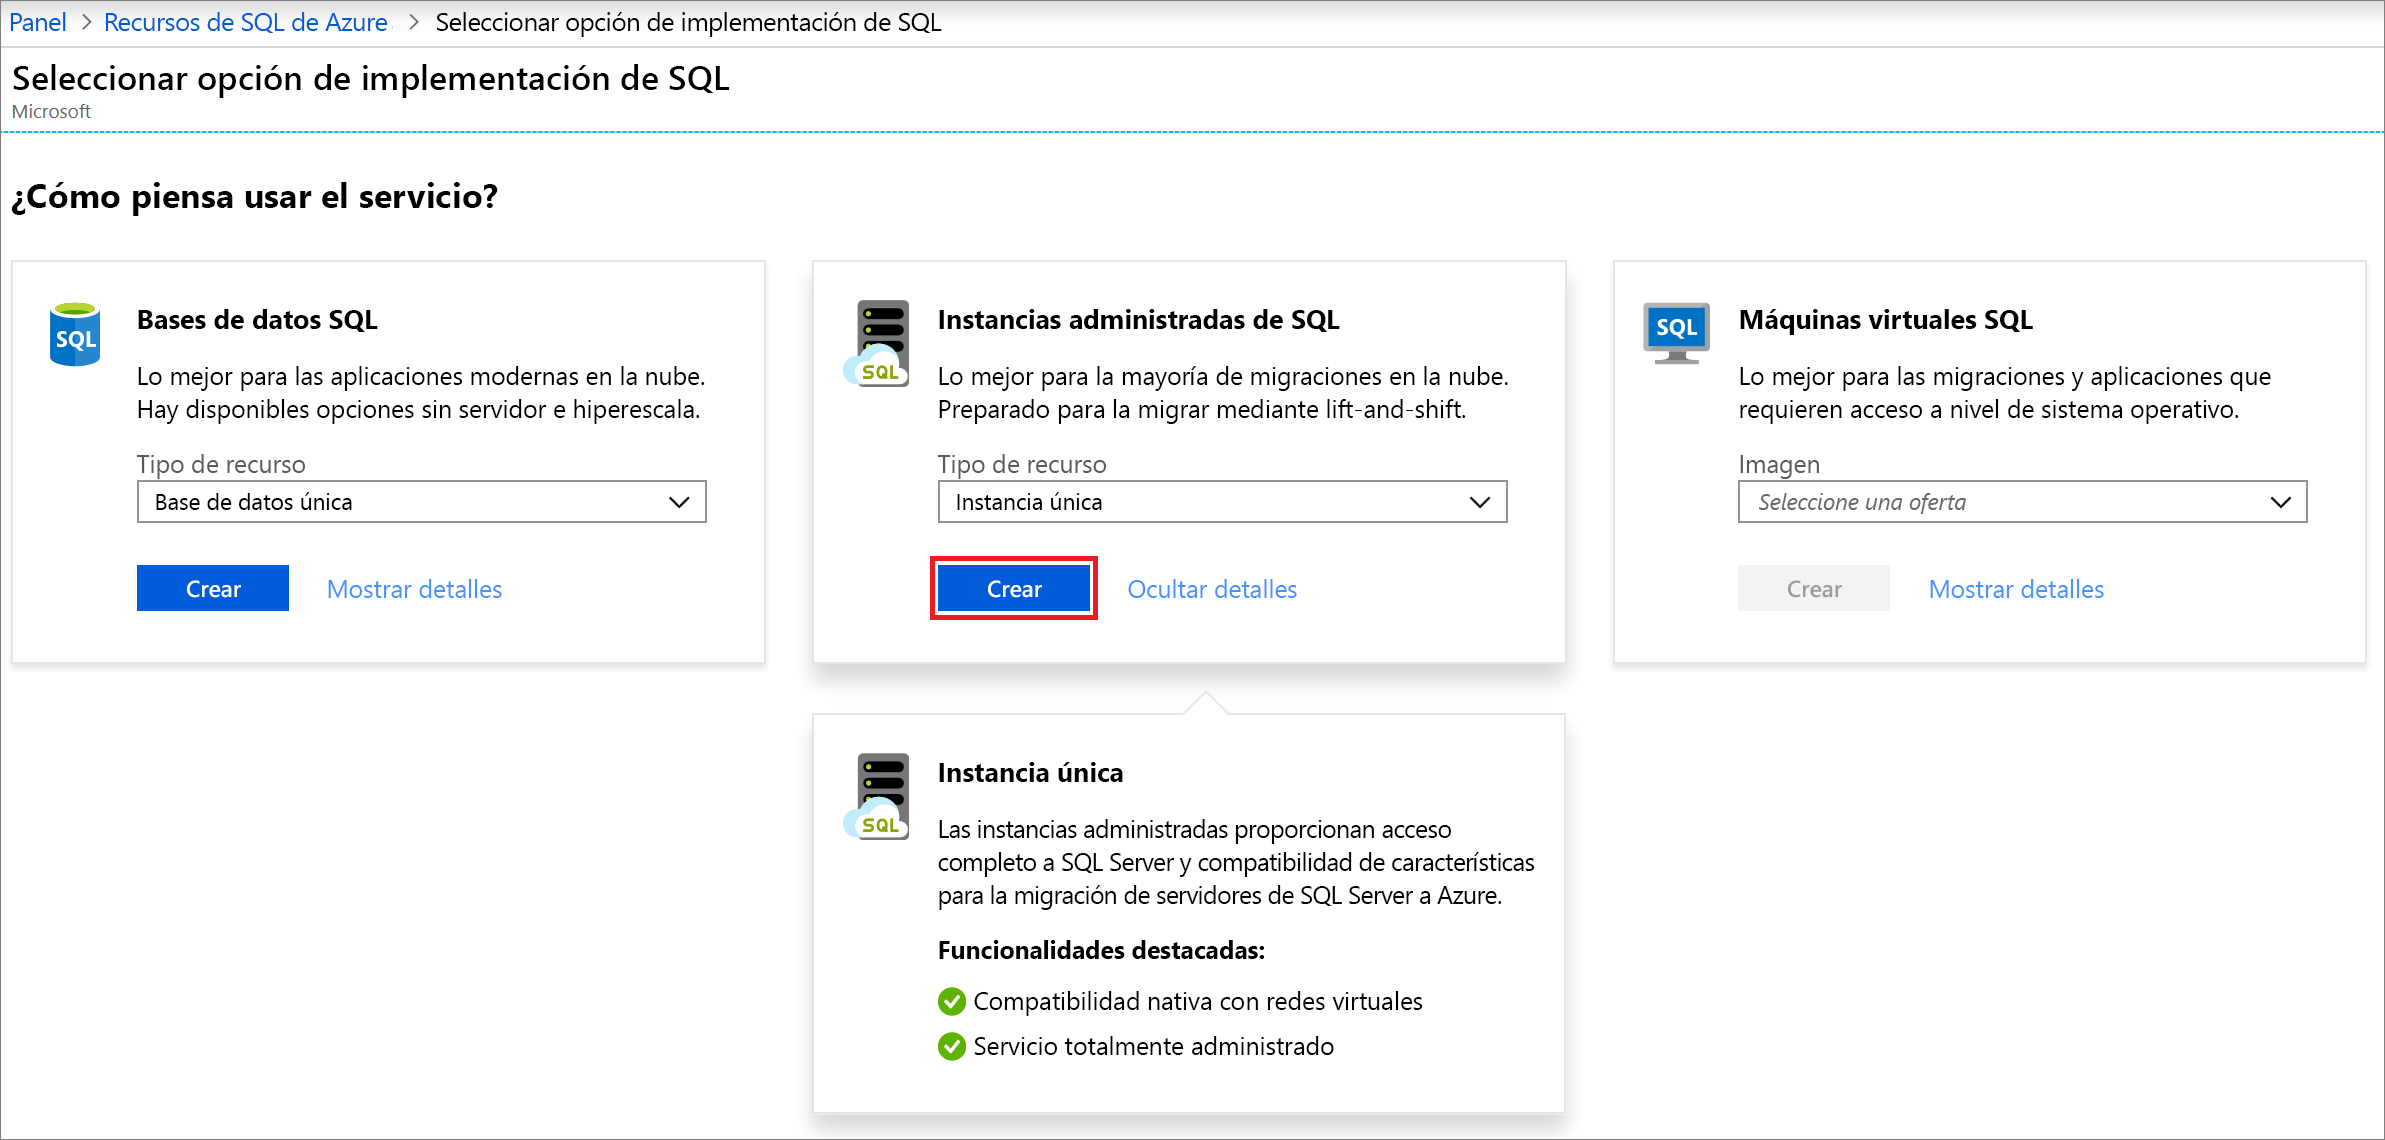 Panel > Recursos de SQL de Azure > Seleccionar opción de implementación de SQL
Seleccionar opción de implementación de SQL
Microsoft
¿Cómo piensa usar el servicio?
SQL
Bases de datos SQL
Lo mejor para las aplicaciones modernas en la nube.
Hay disponibles opciones sin servidor e hiperescala.
Tipo de recurso
Base de datos única
Crear
Mostrar detalles
SQL
Instancias administradas de SQL
Lo mejor para la mayoría de migraciones en la nube.
Preparado para la migrar mediante lift-and-shift.
Tipo de recurso
Instancia única
Crear
Ocultar detalles
SQL
Máquinas virtuales SQL
Lo mejor para las migraciones y aplicaciones que
requieren acceso a nivel de sistema operativo.
Imagen
Seleccione una oferta
Crear
Mostrar detalles
SQL
Instancia única
Las instancias administradas proporcionan acceso
completo a SQL Server y compatibilidad de características
para la migración de servidores de SQL Server a Azure.
Funcionalidades destacadas:
Compatibilidad nativa con redes virtuales
Servicio totalmente administrado